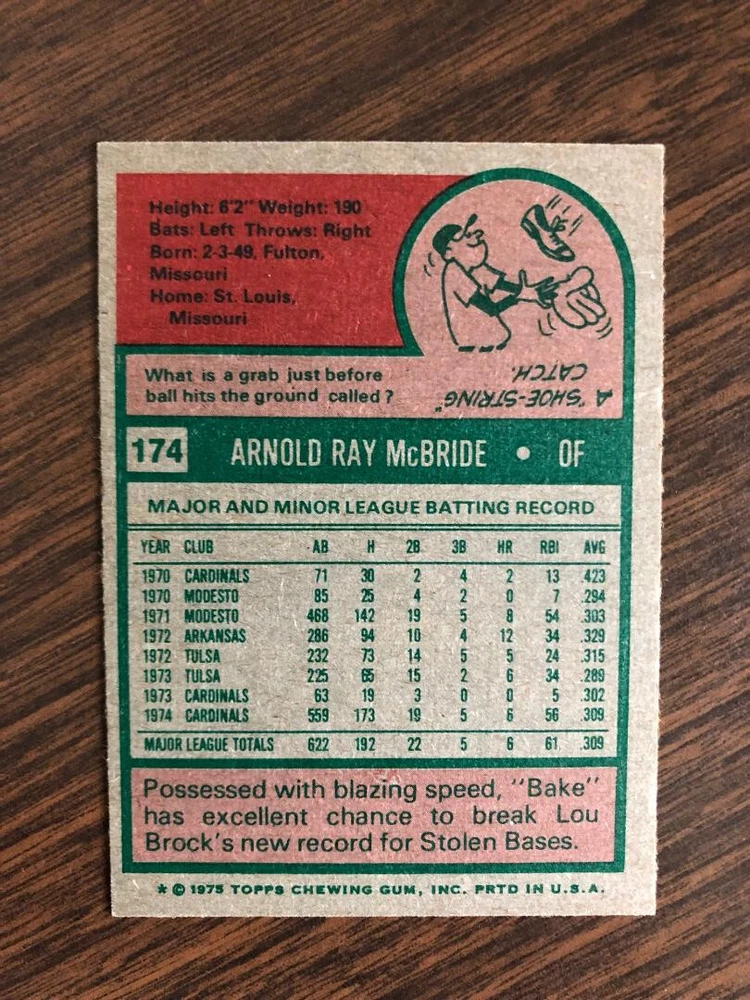 Height: 6'2" Weight: 190
Bats: Left Throws: Right
Born: 2-3-49, Fulton,
Missouri
Home: St. Louis,
Missouri
What is a grab just before
ball hits the ground called?
A "SHOE-STRING"
CATCH.
174 ARNOLD RAY McBRIDE • OF
MAJOR AND MINOR LEAGUE BATTING RECORD
YEAR CLUB AB H 2B 3B HR RBI AVG
1970 CARDINALS 71 30 2 4 2 13 .423
1970 MODESTO 85 25 4 2 0 7 .294
1971 MODESTO 468 142 19 5 8 54 .303
1972 ARKANSAS 286 94 10 4 12 34 .329
1972 TULSA 232 73 14 5 5 24 .315
1973 TULSA 225 65 15 2 6 34 .289
1973 CARDINALS 63 19 3 0 0 5 .302
1974 CARDINALS 559 173 19 5 6 56 .309
MAJOR LEAGUE TOTALS 622 192 22 5 6 61 .309
Possessed with blazing speed, "Bake"
has excellent chance to break Lou
Brock's new record for Stolen Bases.
* © 1975 TOPPS CHEWING GUM, INC. PRTD IN U.S.A.